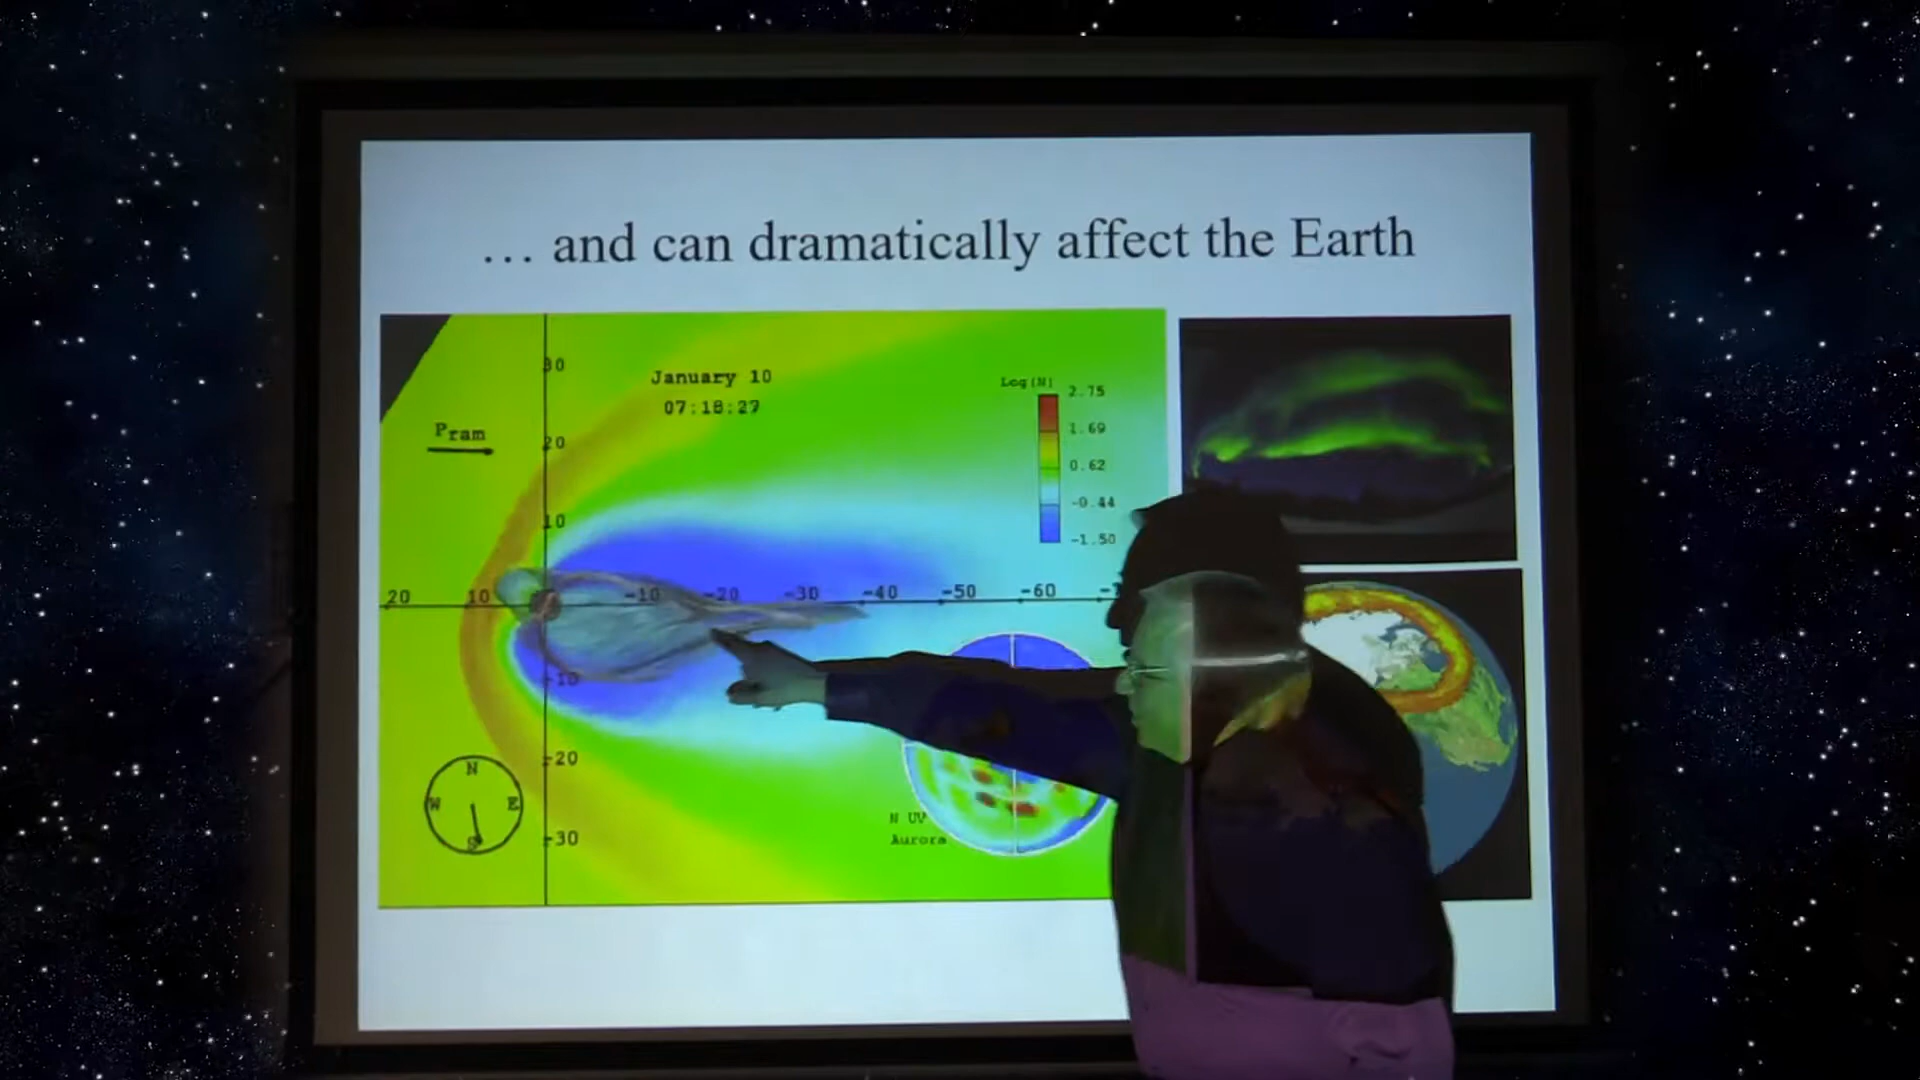 ... and can dramatically affect the Earth
30
January 10
07:18:27
Log(N)
2.75
1.69
0.62
-0.44
-1.50
Pram
20
10
20
10
-10
-20
-30
-40
-50
-60
-10
-20
-30
N
W
E
S
N UV
Aurora